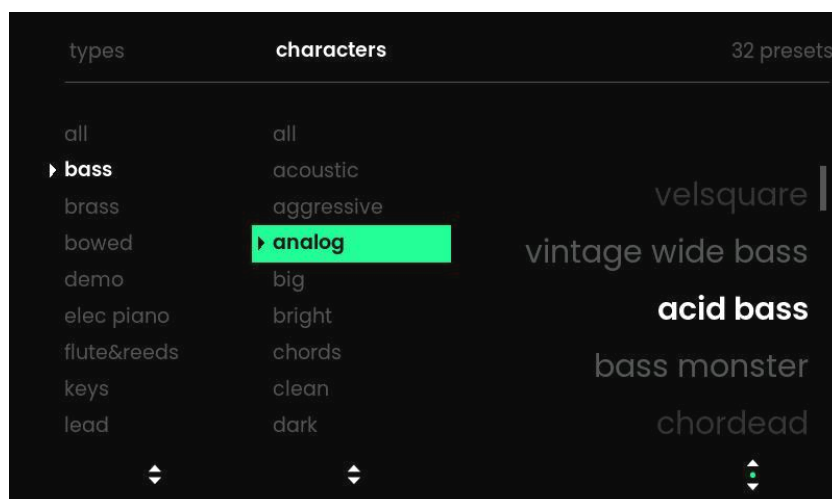 types characters 32 presets
all all
bass acoustic
brass aggressive velsquare
bowed analog vintage wide bass
demo big
elec piano bright acid bass
flute&reeds chords
keys clean bass monster
lead dark chordead